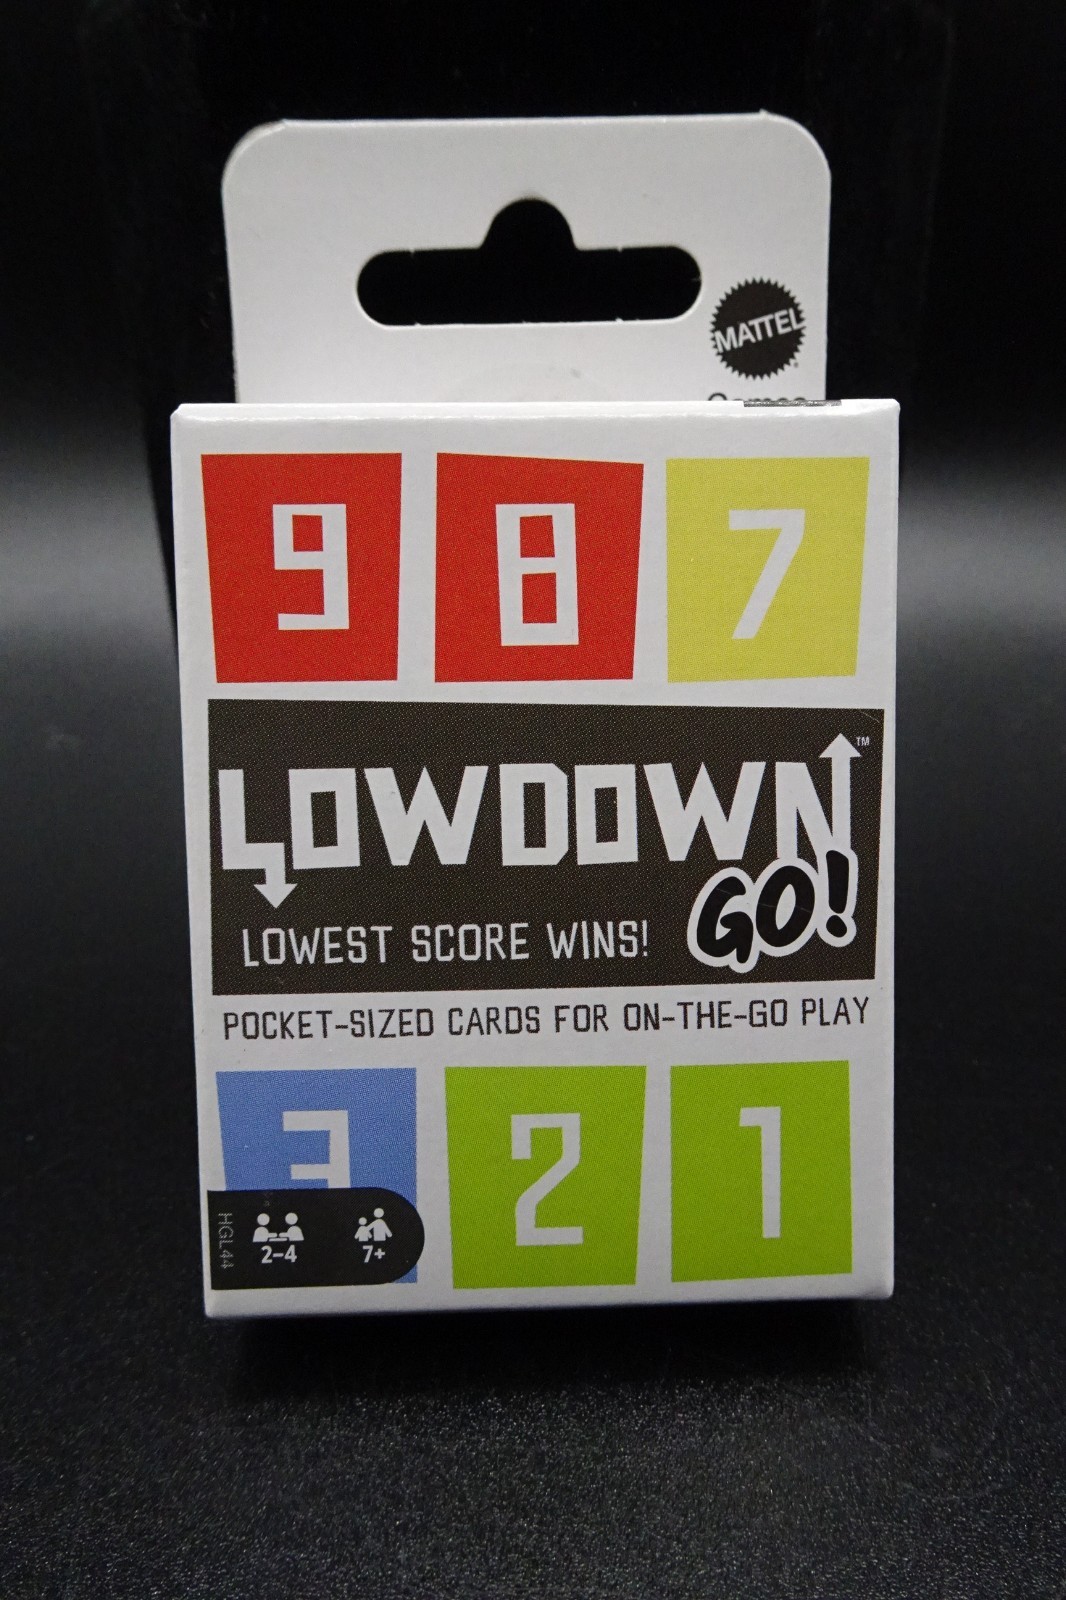 MATTEL
9 8 7
LOWDOWN™
GO!
LOWEST SCORE WINS!
POCKET-SIZED CARDS FOR ON-THE-GO PLAY
3 2 1
HGL44
2-4 7+